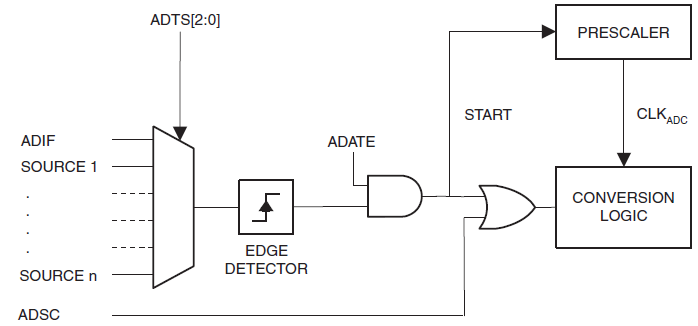 ADTS[2:0]
PRESCALER
START
CLKADC
ADIF
ADATE
SOURCE 1
.
.
.
.
CONVERSION
LOGIC
EDGE
DETECTOR
SOURCE n
ADSC